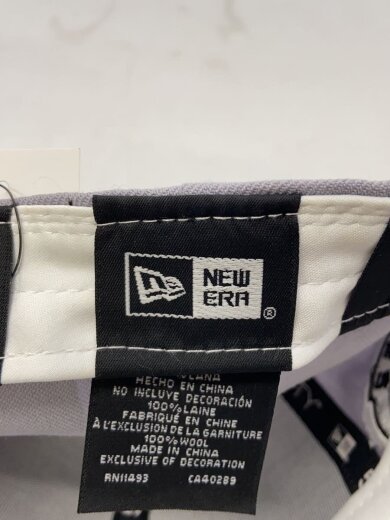 NEW
ERA
®
LANA
HECHO EN CHINA
NO INCLUYE DECORACIÓN
100% LAINE
FABRIQUÉ EN CHINE
À L'EXCLUSION DE LA GARNITURE
100% WOOL
MADE IN CHINA
EXCLUSIVE OF DECORATION
RN11493 CA40289